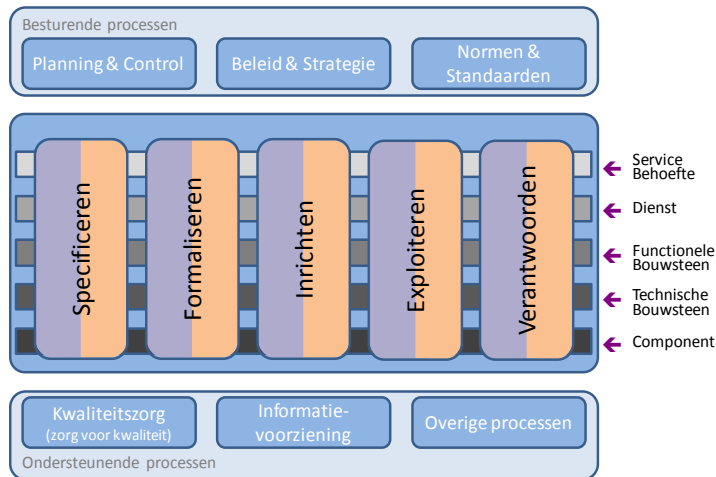 Besturende processen
Planning & Control
Beleid & Strategie
Normen &
Standaarden
Specificeren
Formaliseren
Inrichten
Exploiteren
Verantwoorden
Service
Behoefte
Dienst
Functionele
Bouwsteen
Technische
Bouwsteen
Component
Kwaliteitszorg
(zorg voor kwaliteit)
Informatie-
voorziening
Overige processen
Ondersteunende processen